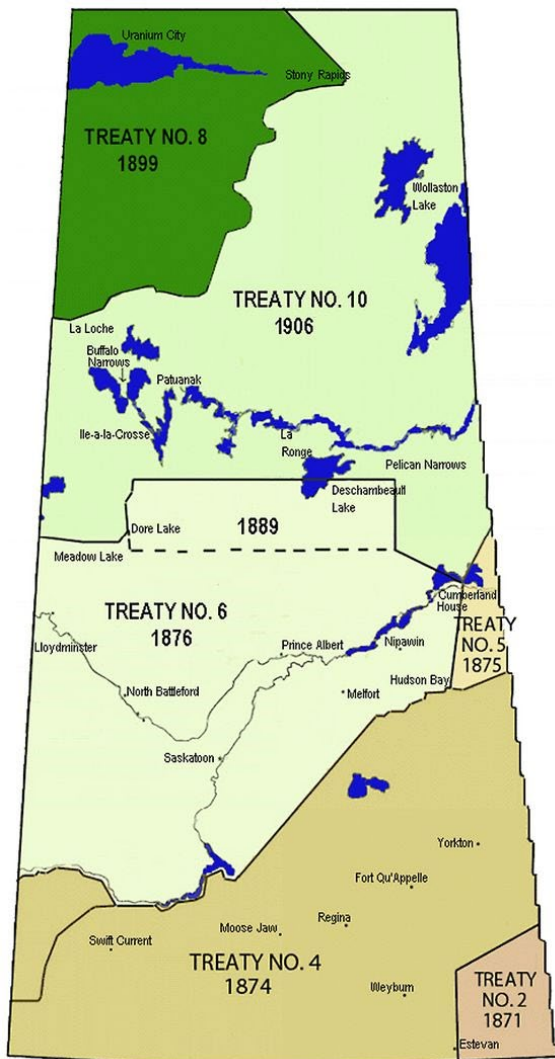 Uranium City
Stony Rapids
TREATY NO. 8
1899
Wollaston
Lake
TREATY NO. 10
1906
La Loche
Buffalo
Narrows
Patuanak
Ile-a-la-Crosse
La
Ronge
Pelican Narrows
Deschambeault
Lake
Dore Lake
1889
Meadow Lake
Cumberland
House
TREATY NO. 6
1876
TREATY
NO. 5
1875
Lloydminster
Prince Albert
Nipawin
Hudson Bay
North Battleford
Melfort
Saskatoon
Yorkton
Fort Qu'Appelle
Regina
Moose Jaw
Swift Current
TREATY NO. 4
1874
Weyburn
TREATY
NO. 2
1871
Estevan